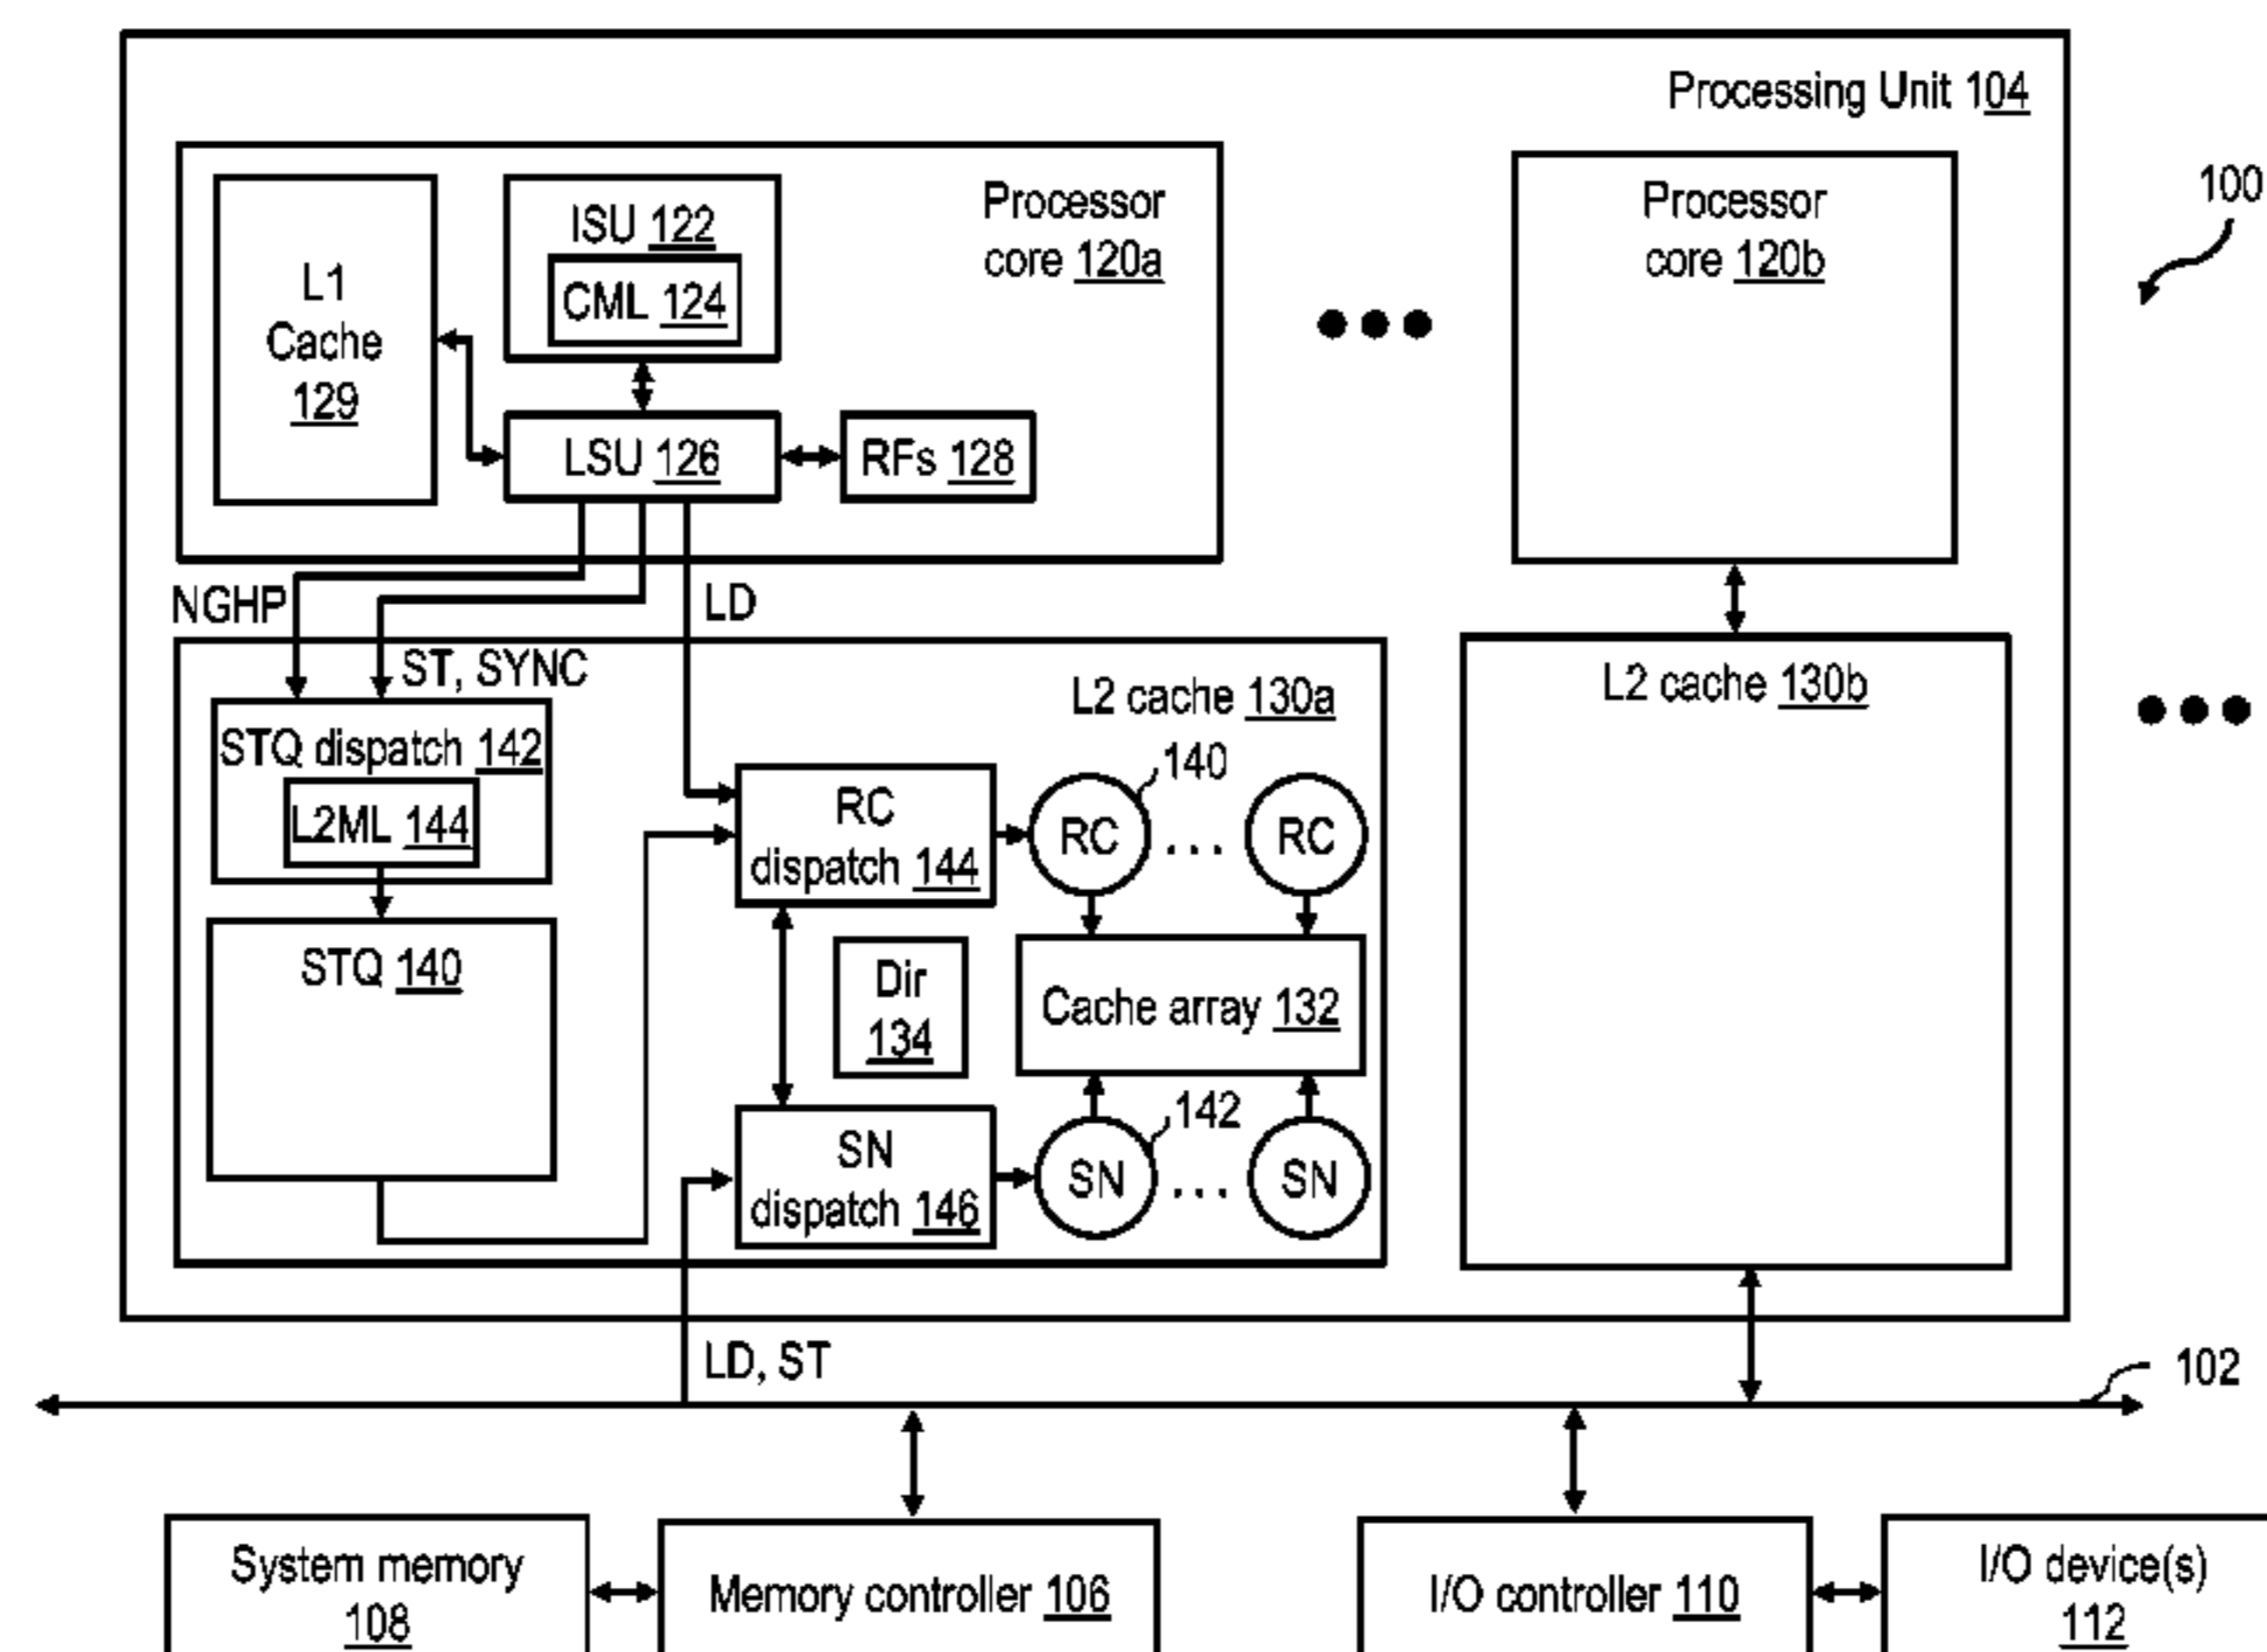 Processing Unit 104
100
L1
Cache
129
ISU 122
CML 124
Processor
core 120a
Processor
core 120b
LSU 126
RFs 128
NGHP
LD
ST, SYNC
L2 cache 130a
L2 cache 130b
STQ dispatch 142
L2ML 144
RC
dispatch 144
140
RC
...
RC
STQ 140
Dir
134
Cache array 132
SN
dispatch 146
142
SN
...
SN
LD, ST
102
System memory
108
Memory controller 106
I/O controller 110
I/O device(s)
112